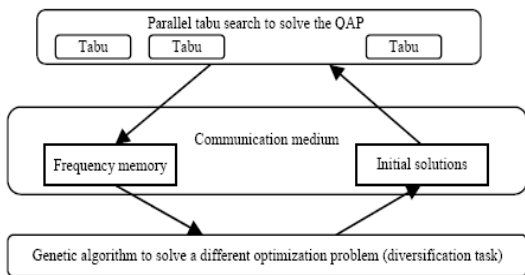 Parallel tabu search to solve the QAP
Tabu Tabu Tabu
Communication medium
Frequency memory Initial solutions
Genetic algorithm to solve a different optimization problem (diversification task)